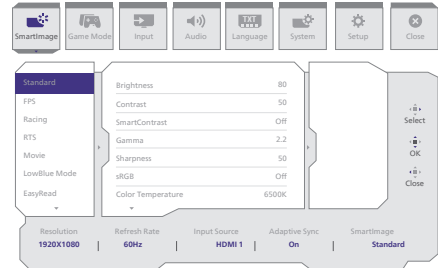 SmartImage
Game Mode
Input
Audio
TXT
Language
System
Setup
Close
Standard
FPS
Racing
RTS
Movie
LowBlue Mode
EasyRead
Brightness 80
Contrast 50
SmartContrast Off
Gamma 2.2
Sharpness 50
sRGB Off
Color Temperature 6500K
Select
OK
Close
Resolution Refresh Rate Input Source Adaptive Sync SmartImage
1920X1080 | 60Hz | HDMI 1 | On | Standard